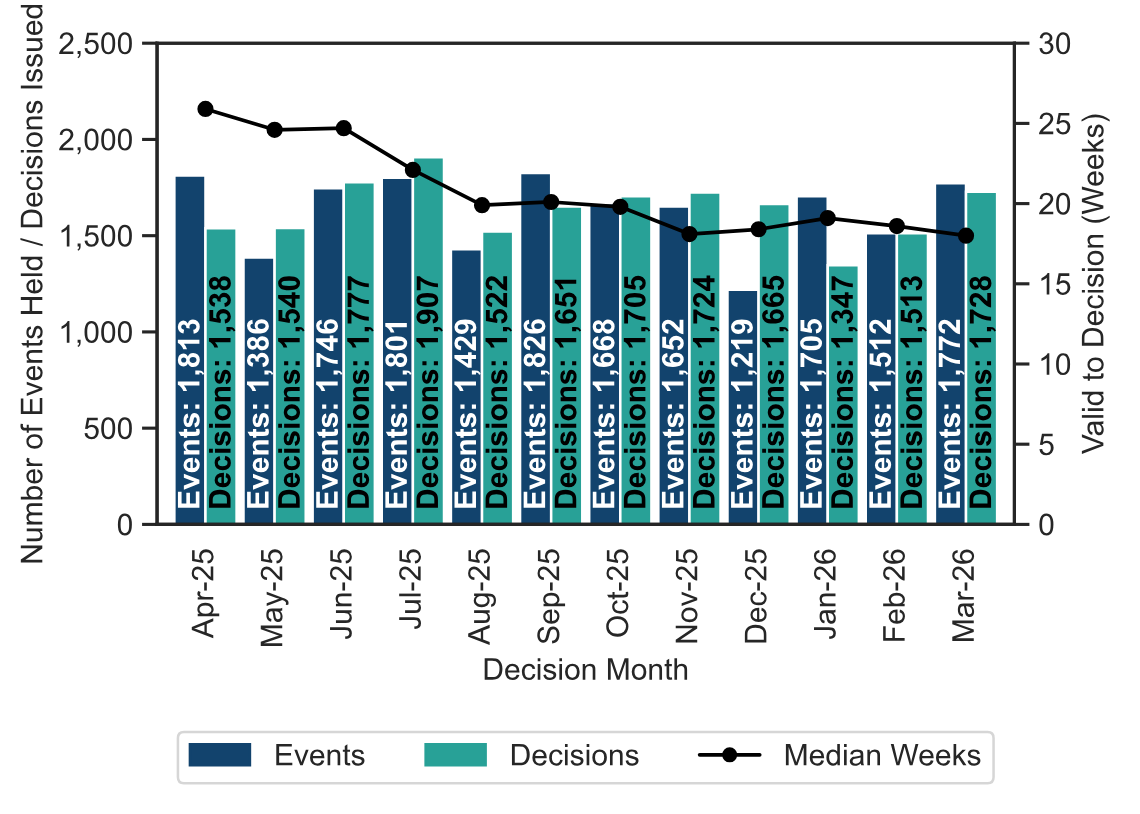 Number of Events Held / Decisions Issued
2,500
2,000
1,500
1,000
500
0
Events: 1,813
Decisions: 1,538
Events: 1,386
Decisions: 1,540
Events: 1,746
Decisions: 1,777
Events: 1,801
Decisions: 1,907
Events: 1,429
Decisions: 1,522
Events: 1,826
Decisions: 1,651
Events: 1,668
Decisions: 1,705
Events: 1,652
Decisions: 1,724
Events: 1,219
Decisions: 1,665
Events: 1,705
Decisions: 1,347
Events: 1,512
Decisions: 1,513
Events: 1,772
Decisions: 1,728
30
25
20
15
10
5
0
Valid to Decision (Weeks)
Apr-25
May-25
Jun-25
Jul-25
Aug-25
Sep-25
Oct-25
Nov-25
Dec-25
Jan-26
Feb-26
Mar-26
Decision Month
Events
Decisions
Median Weeks